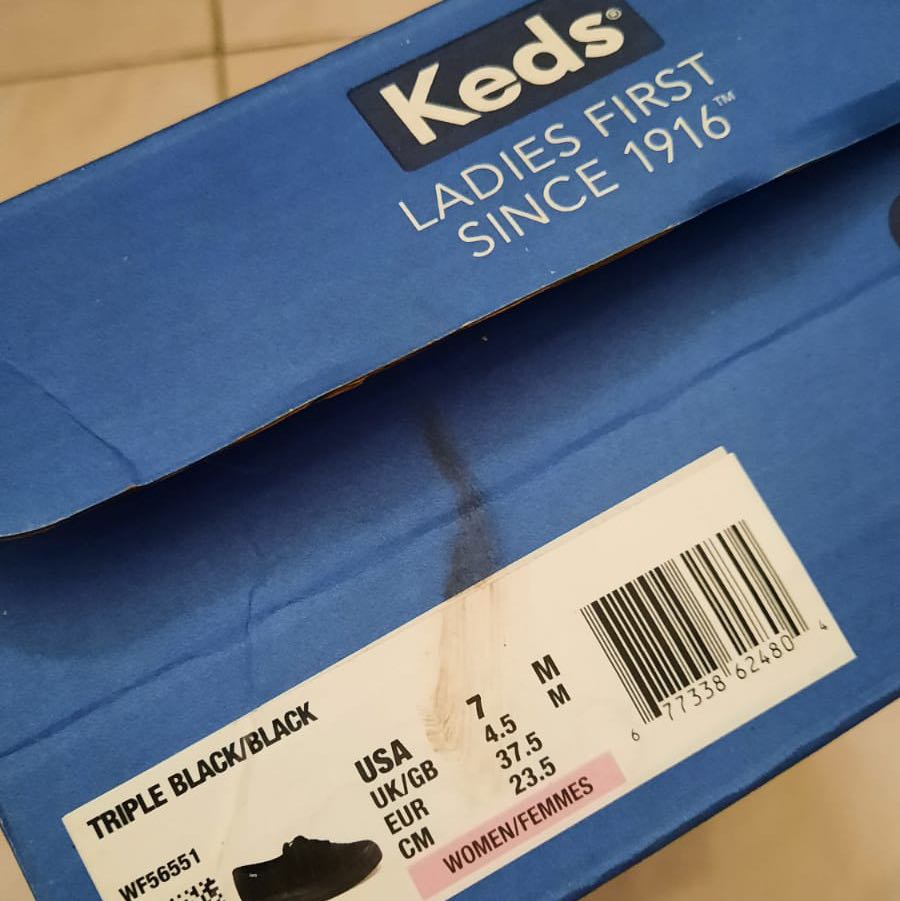 Keds®
LADIES FIRST
SINCE 1916™
TRIPLE BLACK/BLACK
USA 7 M
UK/GB 4.5 M
EUR 37.5
CM 23.5
WOMEN/FEMMES
WF56551
6 77338 62480 4